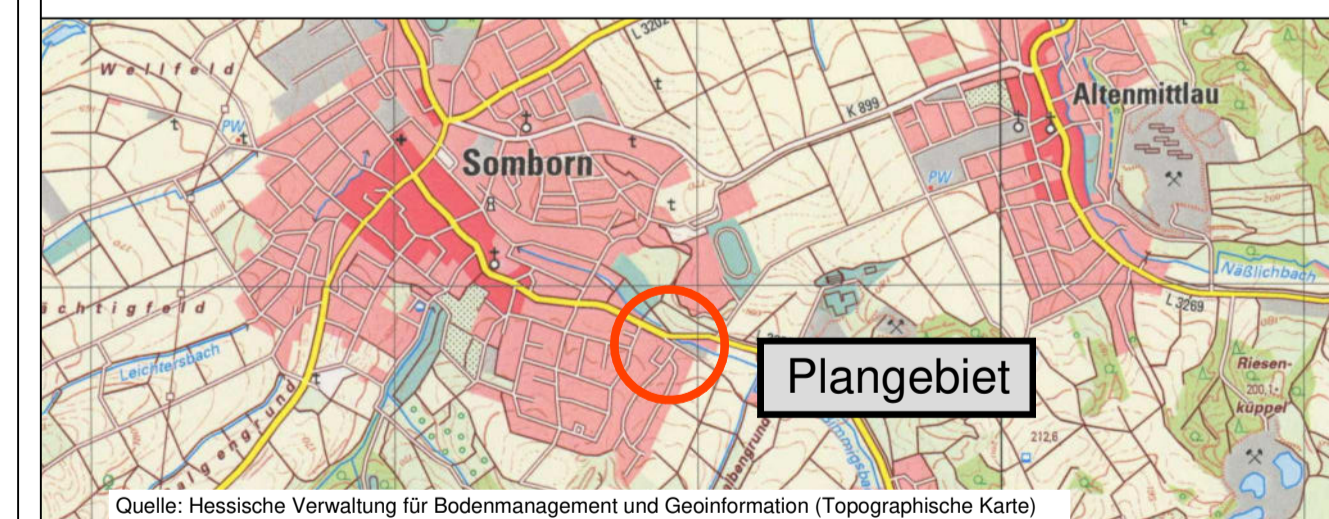 L 3202
Wellfeld
Altenmittlau
K 899
PW
Somborn
PW
Näßlichbach
L 3269
Leichtersbach
Plangebiet
Riesen-
200,1
küppel
212,6
Quelle: Hessische Verwaltung für Bodenmanagement und Geoinformation (Topographische Karte)